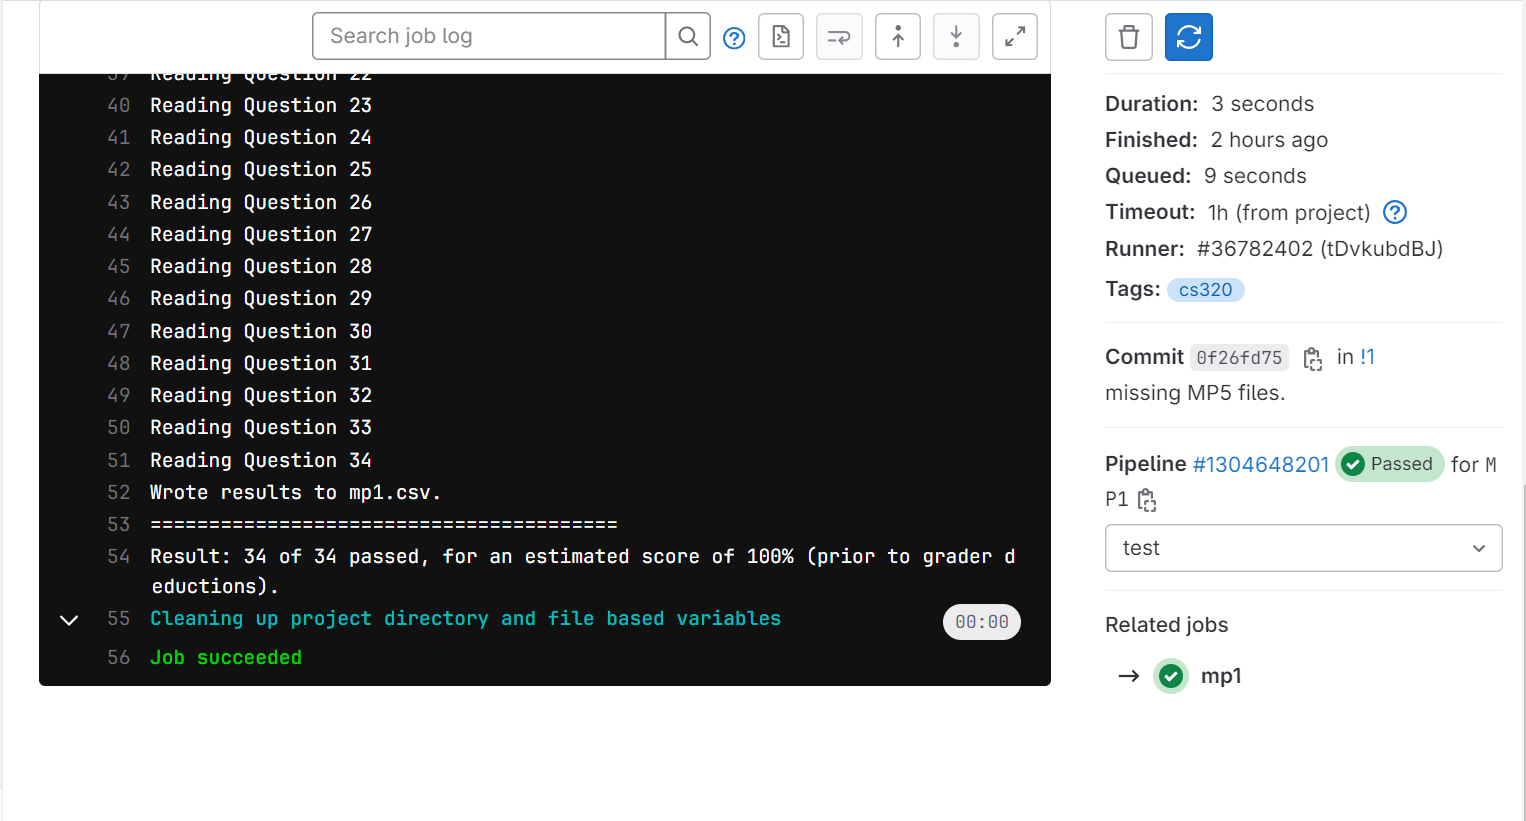 Search job log
39 Reading Question 22
40 Reading Question 23
41 Reading Question 24
42 Reading Question 25
43 Reading Question 26
44 Reading Question 27
45 Reading Question 28
46 Reading Question 29
47 Reading Question 30
48 Reading Question 31
49 Reading Question 32
50 Reading Question 33
51 Reading Question 34
52 Wrote results to mp1.csv.
53 ========================================
54 Result: 34 of 34 passed, for an estimated score of 100% (prior to grader d
eductions).
55 Cleaning up project directory and file based variables 00:00
56 Job succeeded
Duration: 3 seconds
Finished: 2 hours ago
Queued: 9 seconds
Timeout: 1h (from project)
Runner: #36782402 (tDvkubdBJ)
Tags: cs320
Commit 0f26fd75 in !1
missing MP5 files.
Pipeline #1304648201 Passed for M
P1
test
Related jobs
mp1